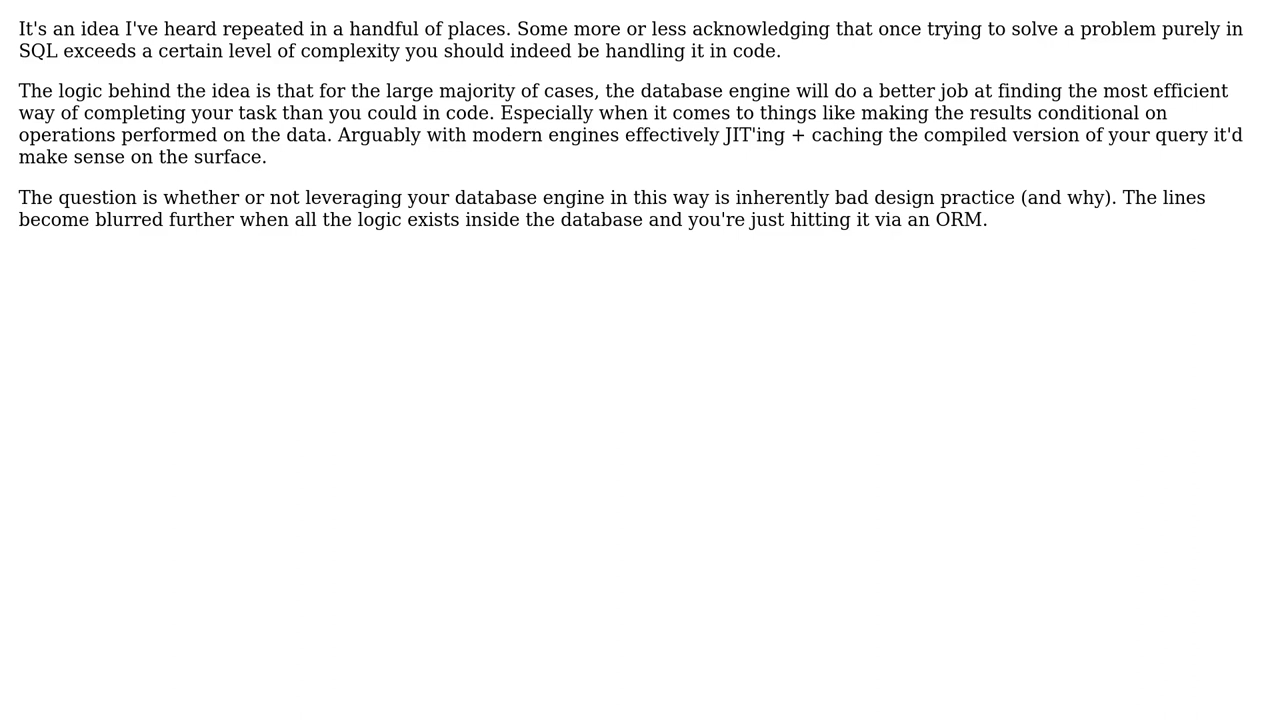 It's an idea I've heard repeated in a handful of places. Some more or less acknowledging that once trying to solve a problem purely in
SQL exceeds a certain level of complexity you should indeed be handling it in code.
The logic behind the idea is that for the large majority of cases, the database engine will do a better job at finding the most efficient
way of completing your task than you could in code. Especially when it comes to things like making the results conditional on
operations performed on the data. Arguably with modern engines effectively JIT'ing + caching the compiled version of your query it'd
make sense on the surface.
The question is whether or not leveraging your database engine in this way is inherently bad design practice (and why). The lines
become blurred further when all the logic exists inside the database and you're just hitting it via an ORM.